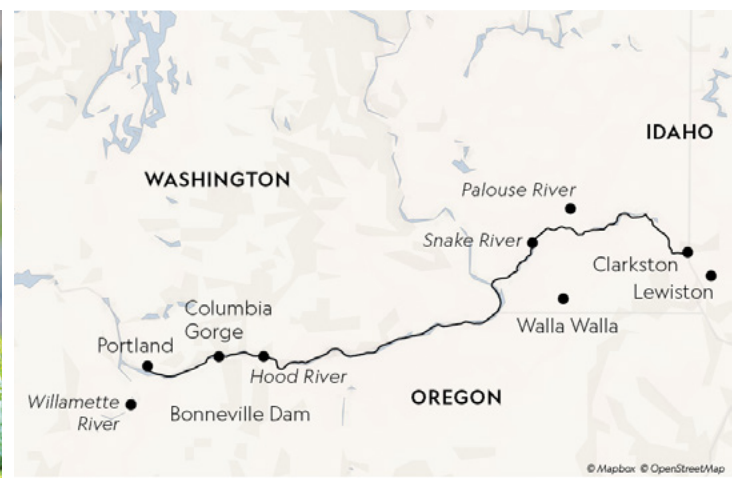 IDAHO
WASHINGTON
Palouse River
Snake River
Clarkston
Lewiston
Columbia
Gorge
Walla Walla
Portland
Hood River
OREGON
Willamette
River
Bonneville Dam
© Mapbox © OpenStreetMap